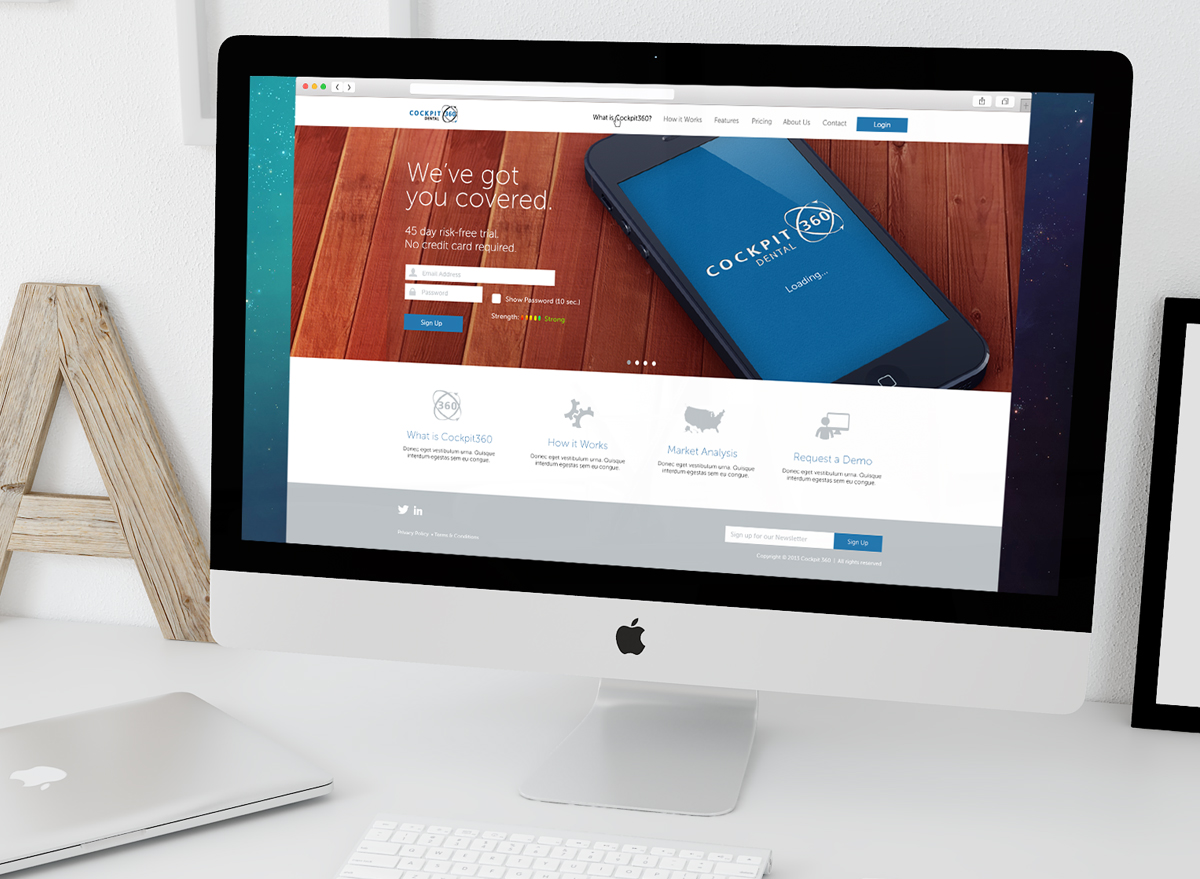 COCKPIT 360
DENTAL
What is Cockpit360?
How it Works
Features
Pricing
About Us
Contact
Login
We've got
you covered.
45 day risk-free trial.
No credit card required.
Email Address
Password
Show Password (10 sec.)
Sign Up
Strength: Strong
COCKPIT 360
DENTAL
Loading...
360
What is Cockpit360
Donec eget vestibulum urna. Quisque
interdum egestas sem eu congue.
How it Works
Donec eget vestibulum urna. Quisque
interdum egestas sem eu congue.
Market Analysis
Donec eget vestibulum urna. Quisque
interdum egestas sem eu congue.
Request a Demo
Donec eget vestibulum urna. Quisque
interdum egestas sem eu congue.
in
Privacy Policy + Terms & Conditions
Sign up for our Newsletter
Sign Up
Copyright © 2013 Cockpit 360 | All rights reserved
A